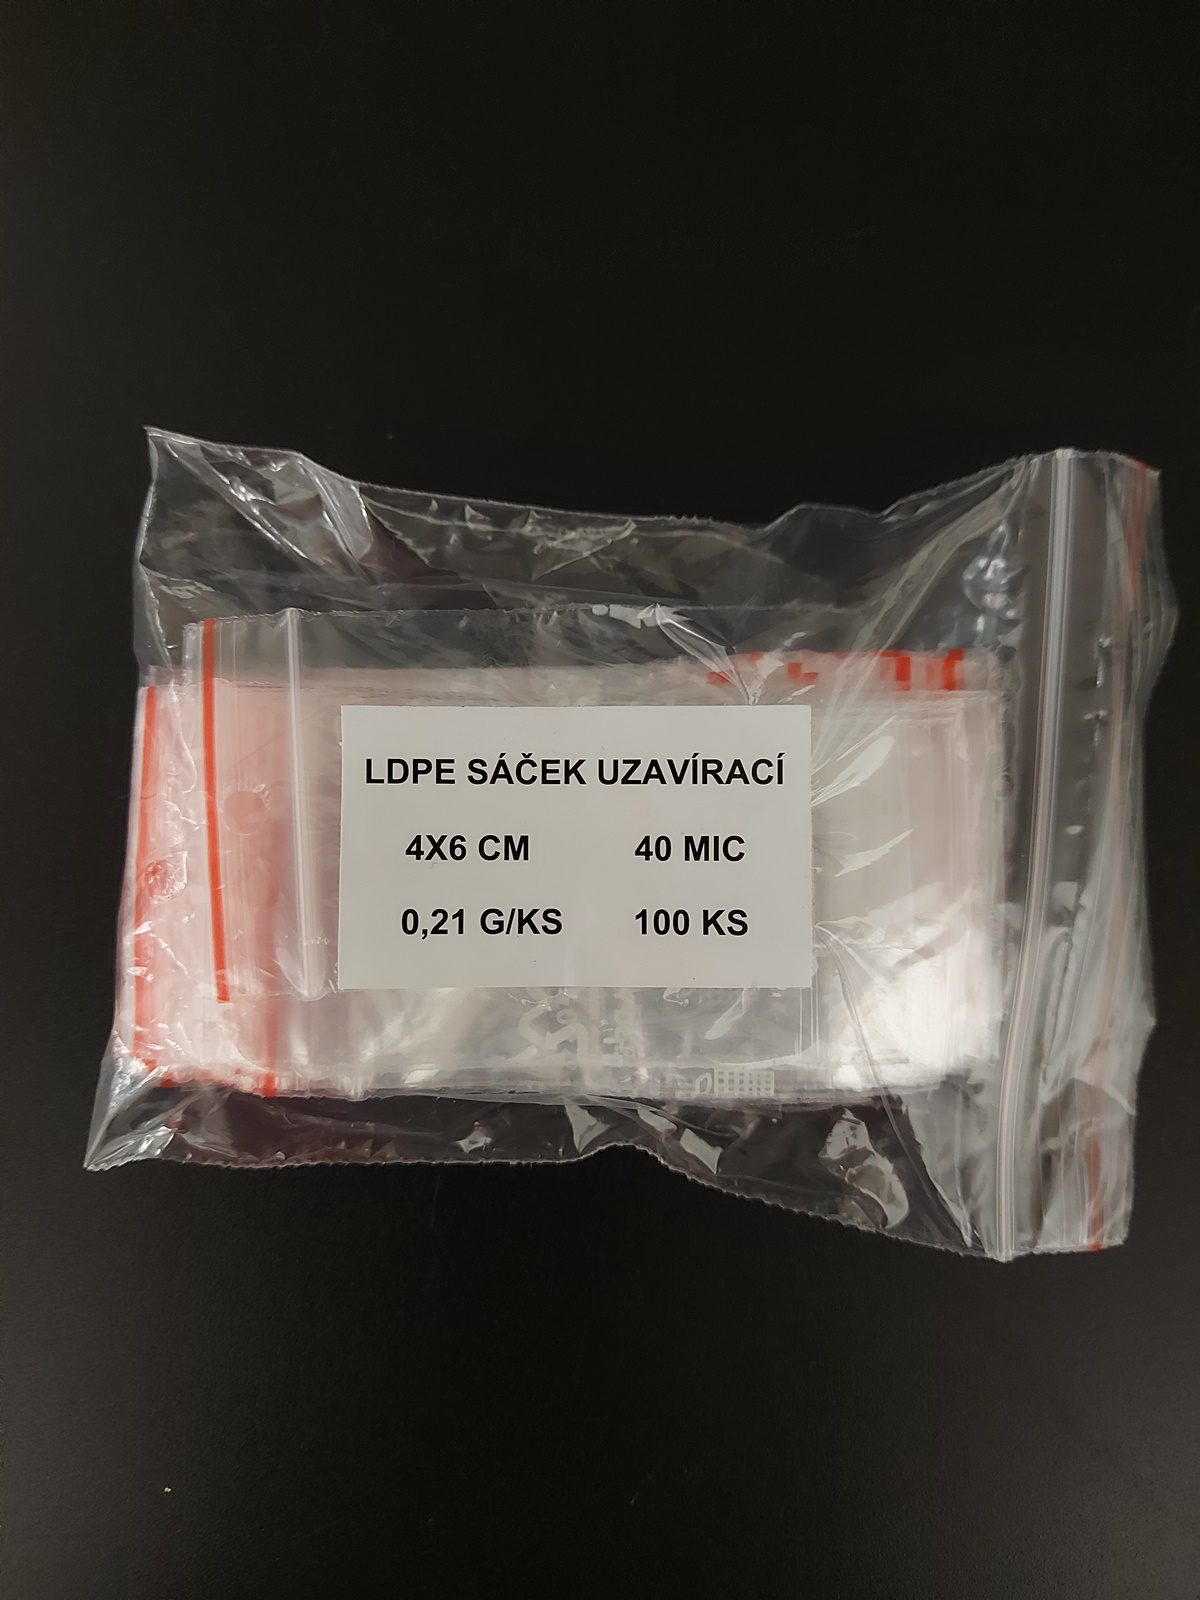 LDPE SÁČEK UZAVÍRACÍ
4X6 CM 40 MIC
0,21 G/KS 100 KS